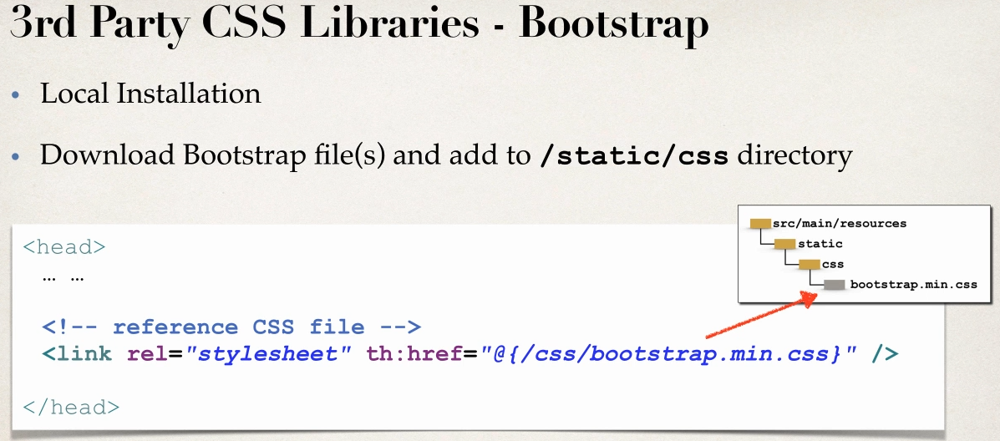 3rd Party CSS Libraries - Bootstrap
• Local Installation
• Download Bootstrap file(s) and add to /static/css directory
src/main/resources
static
css
bootstrap.min.css
<head>
… …
<!-- reference CSS file -->
<link rel="stylesheet" th:href="@{/css/bootstrap.min.css}" />
</head>